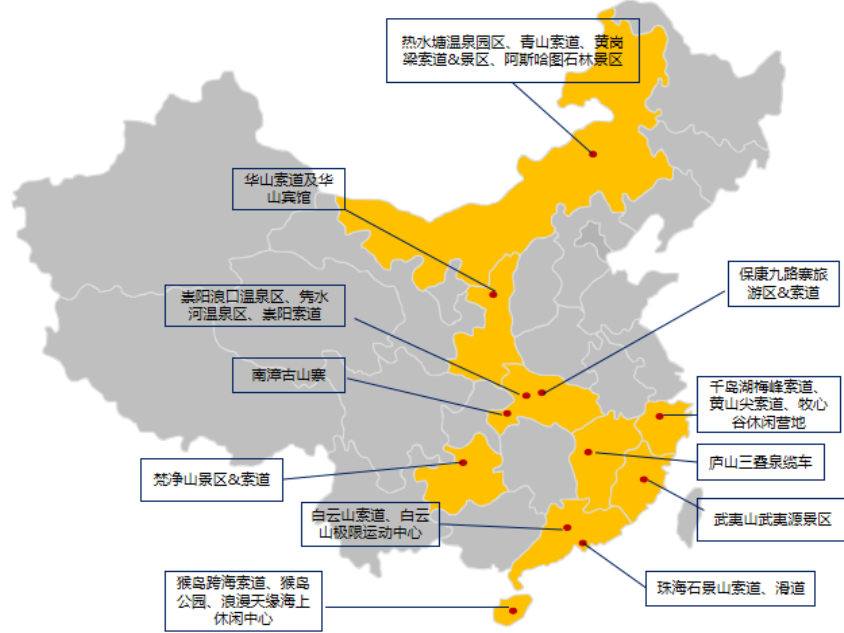 热水塘温泉园区、青山索道、黄岗
梁索道&景区、阿斯哈图石林景区
华山索道及华
山宾馆
保康九路寨旅
游区&索道
崇阳浪口温泉区、隽水
河温泉区、崇阳索道
南漳古山寨
千岛湖梅峰索道、
黄山尖索道、牧心
谷休闲营地
庐山三叠泉缆车
梵净山景区&索道
武夷山武夷源景区
白云山索道、白云
山极限运动中心
珠海石景山索道、滑道
猴岛跨海索道、猴岛
公园、浪漫天缘海上
休闲中心